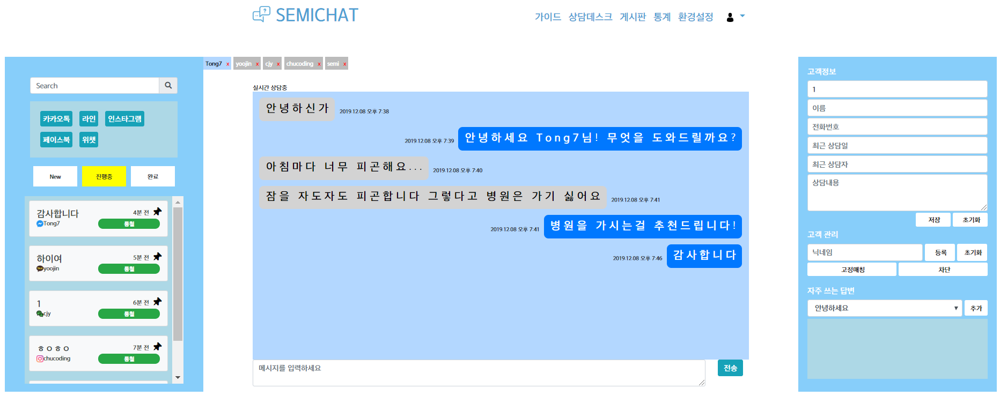 SEMICHAT
가이드 상담데스크 게시판 통계 환경설정
Tong7 x yoojin x cjy x chucoding x semi x
Search
카카오톡 라인 인스타그램
페이스북 위챗
New 진행중 완료
감사합니다 4분 전
Tong7 통철
하이여 5분 전
yoojin 통철
1 6분 전
cjy 통철
ㅎㅇㅎㅇ 7분 전
chucoding 통철
실시간 상담중
안녕하신가 2019.12.08 오후 7:38
2019.12.08 오후 7:39 안녕하세요 Tong7님! 무엇을 도와드릴까요?
아침마다 너무 피곤해요... 2019.12.08 오후 7:40
잠을 자도자도 피곤합니다 그렇다고 병원은 가기 싫어요 2019.12.08 오후 7:41
2019.12.08 오후 7:41 병원을 가시는걸 추천드립니다!
2019.12.08 오후 7:46 감사합니다
메시지를 입력하세요 전송
고객정보
1
이름
전화번호
최근 상담일
최근 상담자
상담내용
저장 초기화
고객 관리
닉네임 등록 초기화
고정매칭 차단
자주 쓰는 답변
안녕하세요 추가